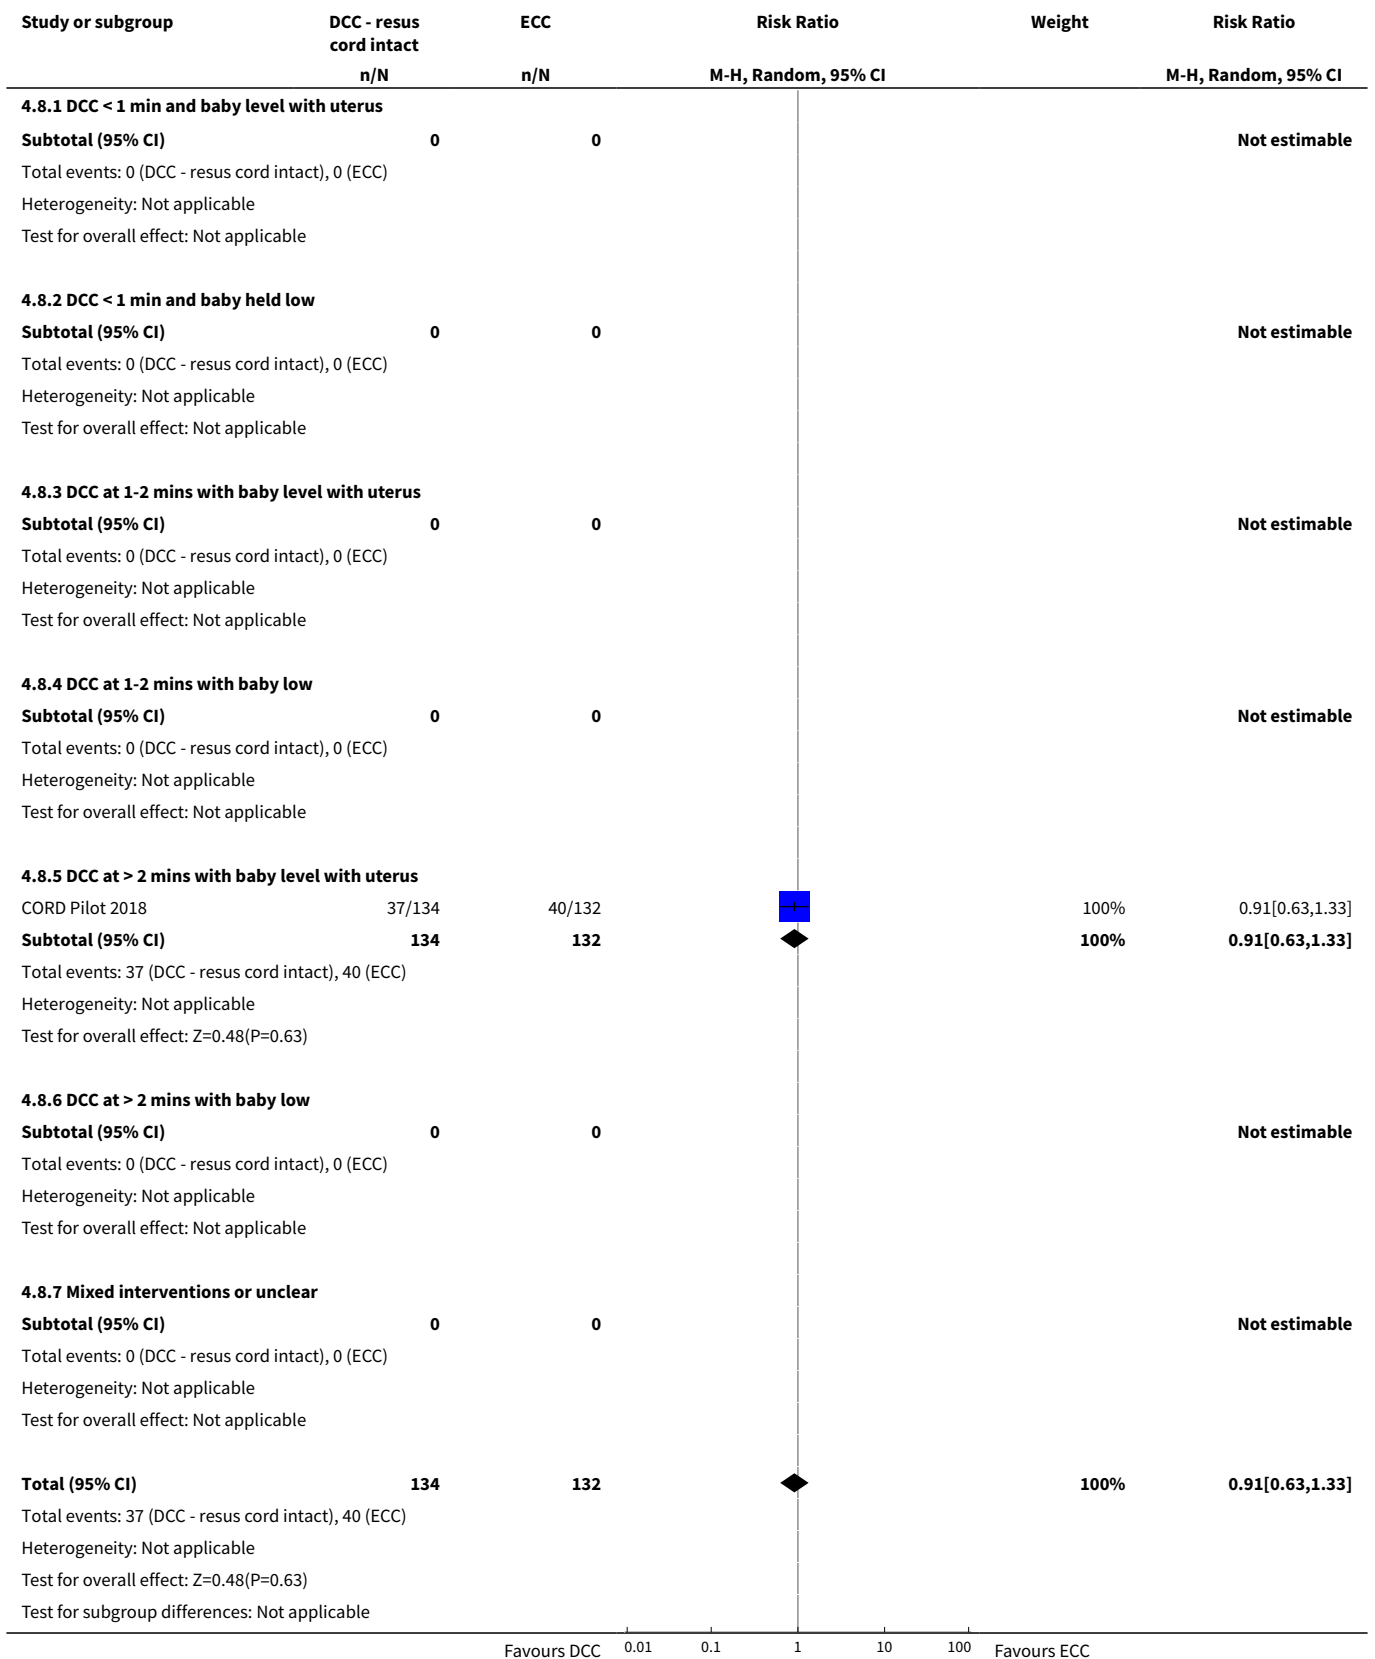 Study or subgroup DCC - resus cord intact ECC Risk Ratio Weight Risk Ratio
n/N n/N M-H, Random, 95% CI M-H, Random, 95% CI
4.8.1 DCC < 1 min and baby level with uterus
Subtotal (95% CI) 0 0 Not estimable
Total events: 0 (DCC - resus cord intact), 0 (ECC)
Heterogeneity: Not applicable
Test for overall effect: Not applicable
4.8.2 DCC < 1 min and baby held low
Subtotal (95% CI) 0 0 Not estimable
Total events: 0 (DCC - resus cord intact), 0 (ECC)
Heterogeneity: Not applicable
Test for overall effect: Not applicable
4.8.3 DCC at 1-2 mins with baby level with uterus
Subtotal (95% CI) 0 0 Not estimable
Total events: 0 (DCC - resus cord intact), 0 (ECC)
Heterogeneity: Not applicable
Test for overall effect: Not applicable
4.8.4 DCC at 1-2 mins with baby low
Subtotal (95% CI) 0 0 Not estimable
Total events: 0 (DCC - resus cord intact), 0 (ECC)
Heterogeneity: Not applicable
Test for overall effect: Not applicable
4.8.5 DCC at > 2 mins with baby level with uterus
CORD Pilot 2018 37/134 40/132 100% 0.91[0.63,1.33]
Subtotal (95% CI) 134 132 100% 0.91[0.63,1.33]
Total events: 37 (DCC - resus cord intact), 40 (ECC)
Heterogeneity: Not applicable
Test for overall effect: Z=0.48(P=0.63)
4.8.6 DCC at > 2 mins with baby low
Subtotal (95% CI) 0 0 Not estimable
Total events: 0 (DCC - resus cord intact), 0 (ECC)
Heterogeneity: Not applicable
Test for overall effect: Not applicable
4.8.7 Mixed interventions or unclear
Subtotal (95% CI) 0 0 Not estimable
Total events: 0 (DCC - resus cord intact), 0 (ECC)
Heterogeneity: Not applicable
Test for overall effect: Not applicable
Total (95% CI) 134 132 100% 0.91[0.63,1.33]
Total events: 37 (DCC - resus cord intact), 40 (ECC)
Heterogeneity: Not applicable
Test for overall effect: Z=0.48(P=0.63)
Test for subgroup differences: Not applicable
Favours DCC 0.01 0.1 1 10 100 Favours ECC